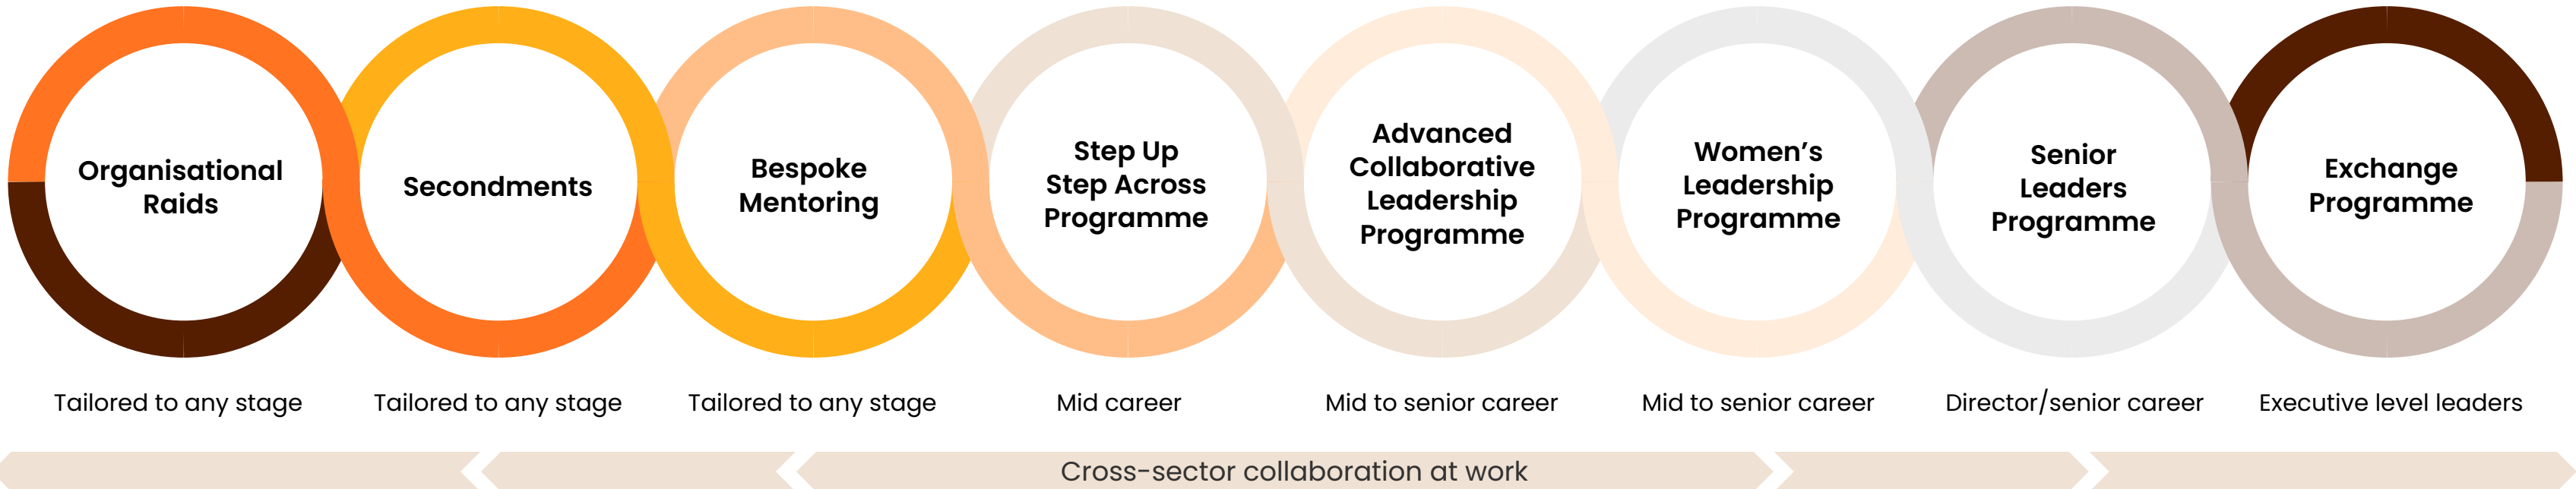 Organisational
Raids
Secondments
Bespoke
Mentoring
Step Up
Step Across
Programme
Advanced
Collaborative
Leadership
Programme
Women’s
Leadership
Programme
Senior
Leaders
Programme
Exchange
Programme
Tailored to any stage
Tailored to any stage
Tailored to any stage
Mid career
Mid to senior career
Mid to senior career
Director/senior career
Executive level leaders
Cross-sector collaboration at work